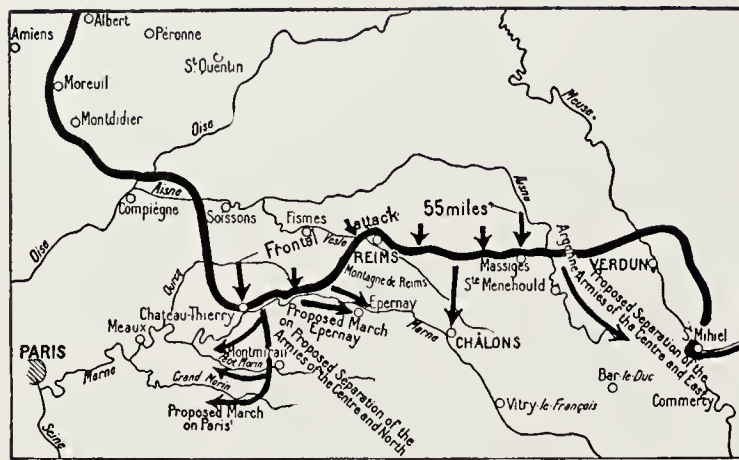 Albert
Amiens
Péronne
St Quentin
Moreuil
Montdidier
Oise
Meuse
Aisne
Aisne
Compiègne
Soissons
Fismes
Vesle
attack
55 miles
Oise
Frontal
REIMS
Massiges
Argonne
VERDUN
Ourcq
Montagne de Reims
Ste Menehould
Epernay
Chateau-Thierry
Proposed March
on Epernay
Marne
CHÂLONS
St Mihiel
Meaux
PARIS
Montmirail
Petit Morin
Marne
Grand Morin
Proposed Separation of the
Armies of the Centre and North
Proposed Separation of the
Armies of the Centre and East
Bar-le-Duc
Commercy
Proposed March
on Paris
Vitry-le-François
Seine